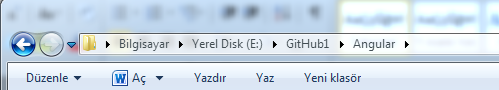 Bilgisayar ▸ Yerel Disk (E:) ▸ GitHub1 ▸ Angular ▸
Düzenle ▾ Aç ▾ Yazdır Yaz Yeni klasör